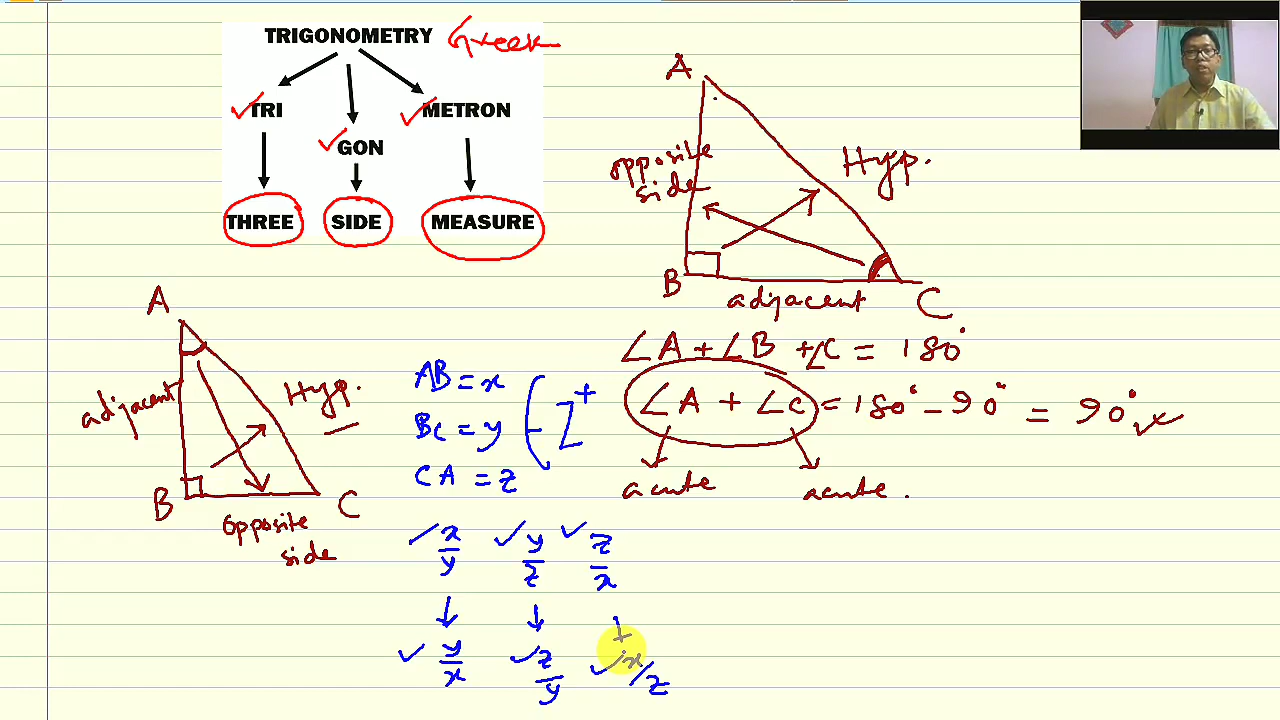 TRIGONOMETRY Greek
TRI
METRON
GON
THREE
SIDE
MEASURE
A
opposite
side
Hyp.
B
adjacent
C
∠A + ∠B + ∠C = 180°
∠A + ∠C = 180° - 90° = 90°
acute
acute.
A
adjacent
Hyp.
B
C
Opposite
side
AB = x
BC = y
CA = z
Z+
x/y
y/z
z/x
y/x
z/y
x/z